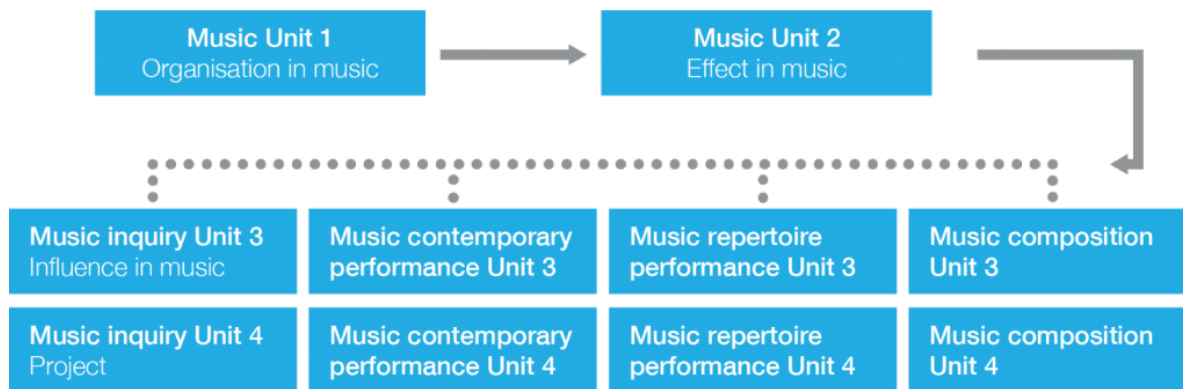 Music Unit 1
Organisation in music
Music Unit 2
Effect in music
Music inquiry Unit 3
Influence in music
Music contemporary
performance Unit 3
Music repertoire
performance Unit 3
Music composition
Unit 3
Music inquiry Unit 4
Project
Music contemporary
performance Unit 4
Music repertoire
performance Unit 4
Music composition
Unit 4